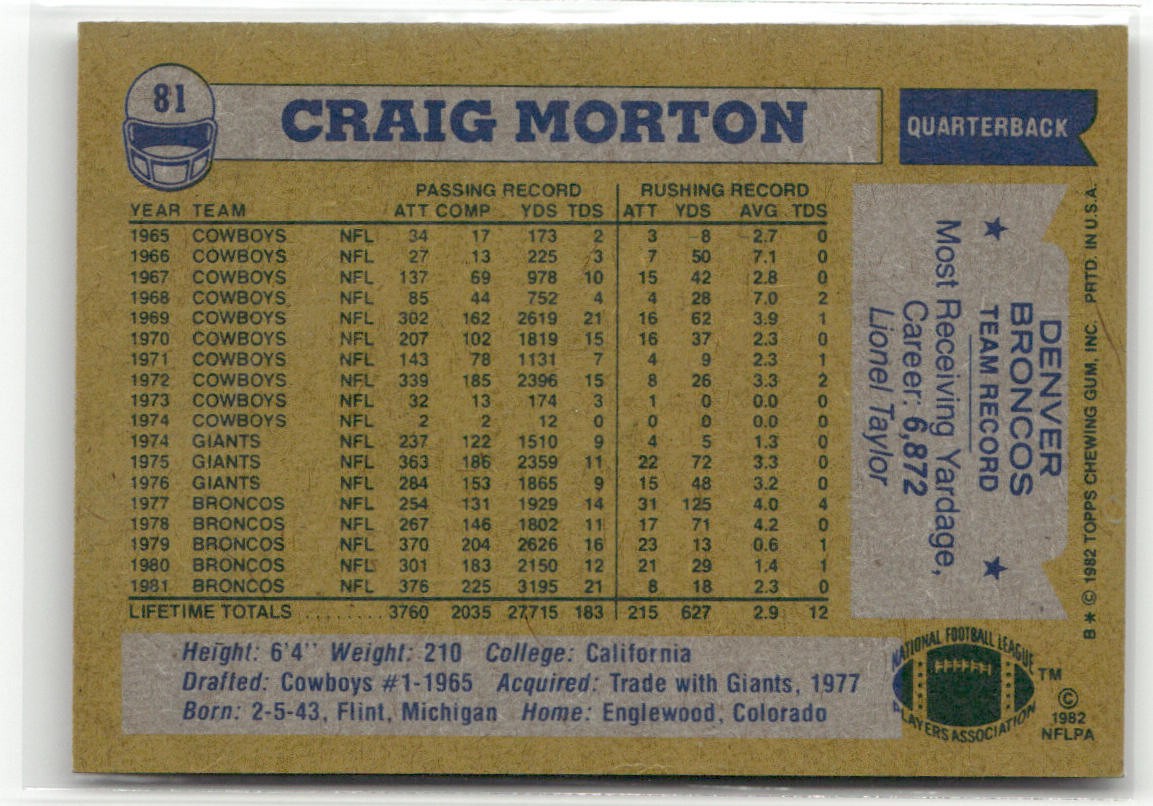 81
CRAIG MORTON
QUARTERBACK
PASSING RECORD RUSHING RECORD
YEAR TEAM ATT COMP YDS TDS ATT YDS AVG TDS
1965 COWBOYS NFL 34 17 173 2 3 -8 2.7 0
1966 COWBOYS NFL 27 13 225 3 7 50 7.1 0
1967 COWBOYS NFL 137 69 978 10 15 42 2.8 0
1968 COWBOYS NFL 85 44 752 4 4 28 7.0 2
1969 COWBOYS NFL 302 162 2619 21 16 62 3.9 1
1970 COWBOYS NFL 207 102 1819 15 16 37 2.3 0
1971 COWBOYS NFL 143 78 1131 7 4 9 2.3 1
1972 COWBOYS NFL 339 185 2396 15 8 26 3.3 2
1973 COWBOYS NFL 32 13 174 3 1 0 0.0 0
1974 COWBOYS NFL 2 2 12 0 0 0 0.0 0
1974 GIANTS NFL 237 122 1510 9 4 5 1.3 0
1975 GIANTS NFL 363 186 2359 11 22 72 3.3 0
1976 GIANTS NFL 284 153 1865 9 15 48 3.2 0
1977 BRONCOS NFL 254 131 1929 14 31 125 4.0 4
1978 BRONCOS NFL 267 146 1802 11 17 71 4.2 0
1979 BRONCOS NFL 370 204 2626 16 23 13 0.6 1
1980 BRONCOS NFL 301 183 2150 12 21 29 1.4 1
1981 BRONCOS NFL 376 225 3195 21 8 18 2.3 0
LIFETIME TOTALS ........ 3760 2035 27715 183 215 627 2.9 12
Height: 6'4" Weight: 210 College: California
Drafted: Cowboys #1-1965 Acquired: Trade with Giants, 1977
Born: 2-5-43, Flint, Michigan Home: Englewood, Colorado
DENVER
BRONCOS
★ TEAM RECORD ★
Most Receiving Yardage,
Career: 6,872
Lionel Taylor
B* © 1982 TOPPS CHEWING GUM, INC. PRTD. IN U.S.A.
NATIONAL FOOTBALL LEAGUE
PLAYERS ASSOCIATION
TM
©
1982
NFLPA